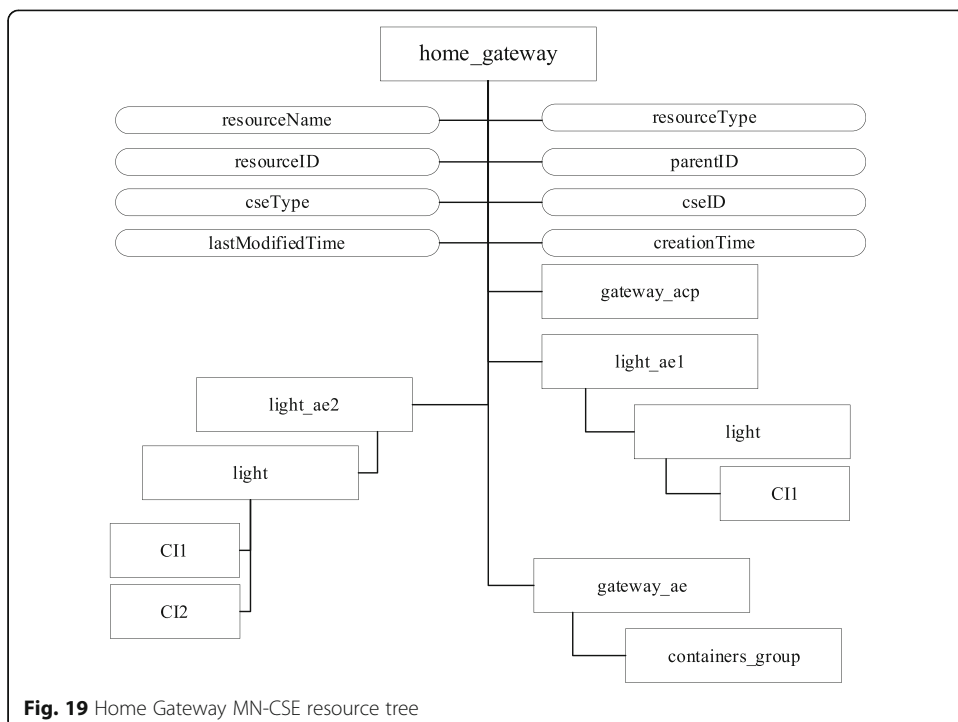 home_gateway
resourceName
resourceType
resourceID
parentID
cseType
cseID
lastModifiedTime
creationTime
gateway_acp
light_ae1
light_ae2
light
light
CI1
CI1
CI2
gateway_ae
containers_group
Fig. 19 Home Gateway MN-CSE resource tree